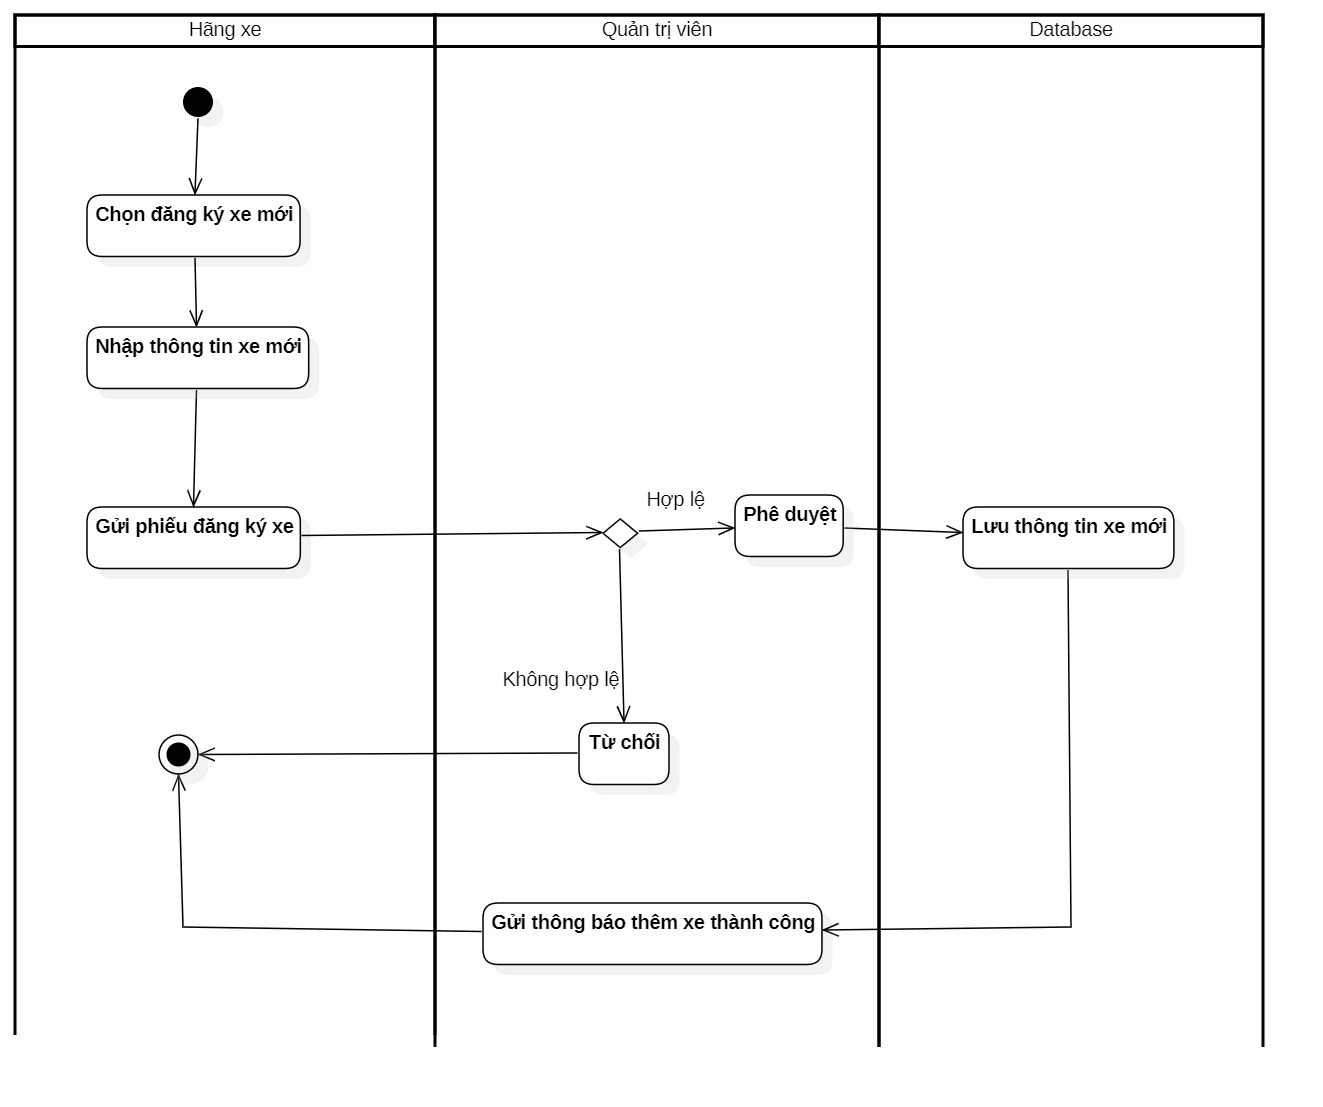 Hãng xe
Quản trị viên
Database
Chọn đăng ký xe mới
Nhập thông tin xe mới
Gửi phiếu đăng ký xe
Hợp lệ
Phê duyệt
Lưu thông tin xe mới
Không hợp lệ
Từ chối
Gửi thông báo thêm xe thành công